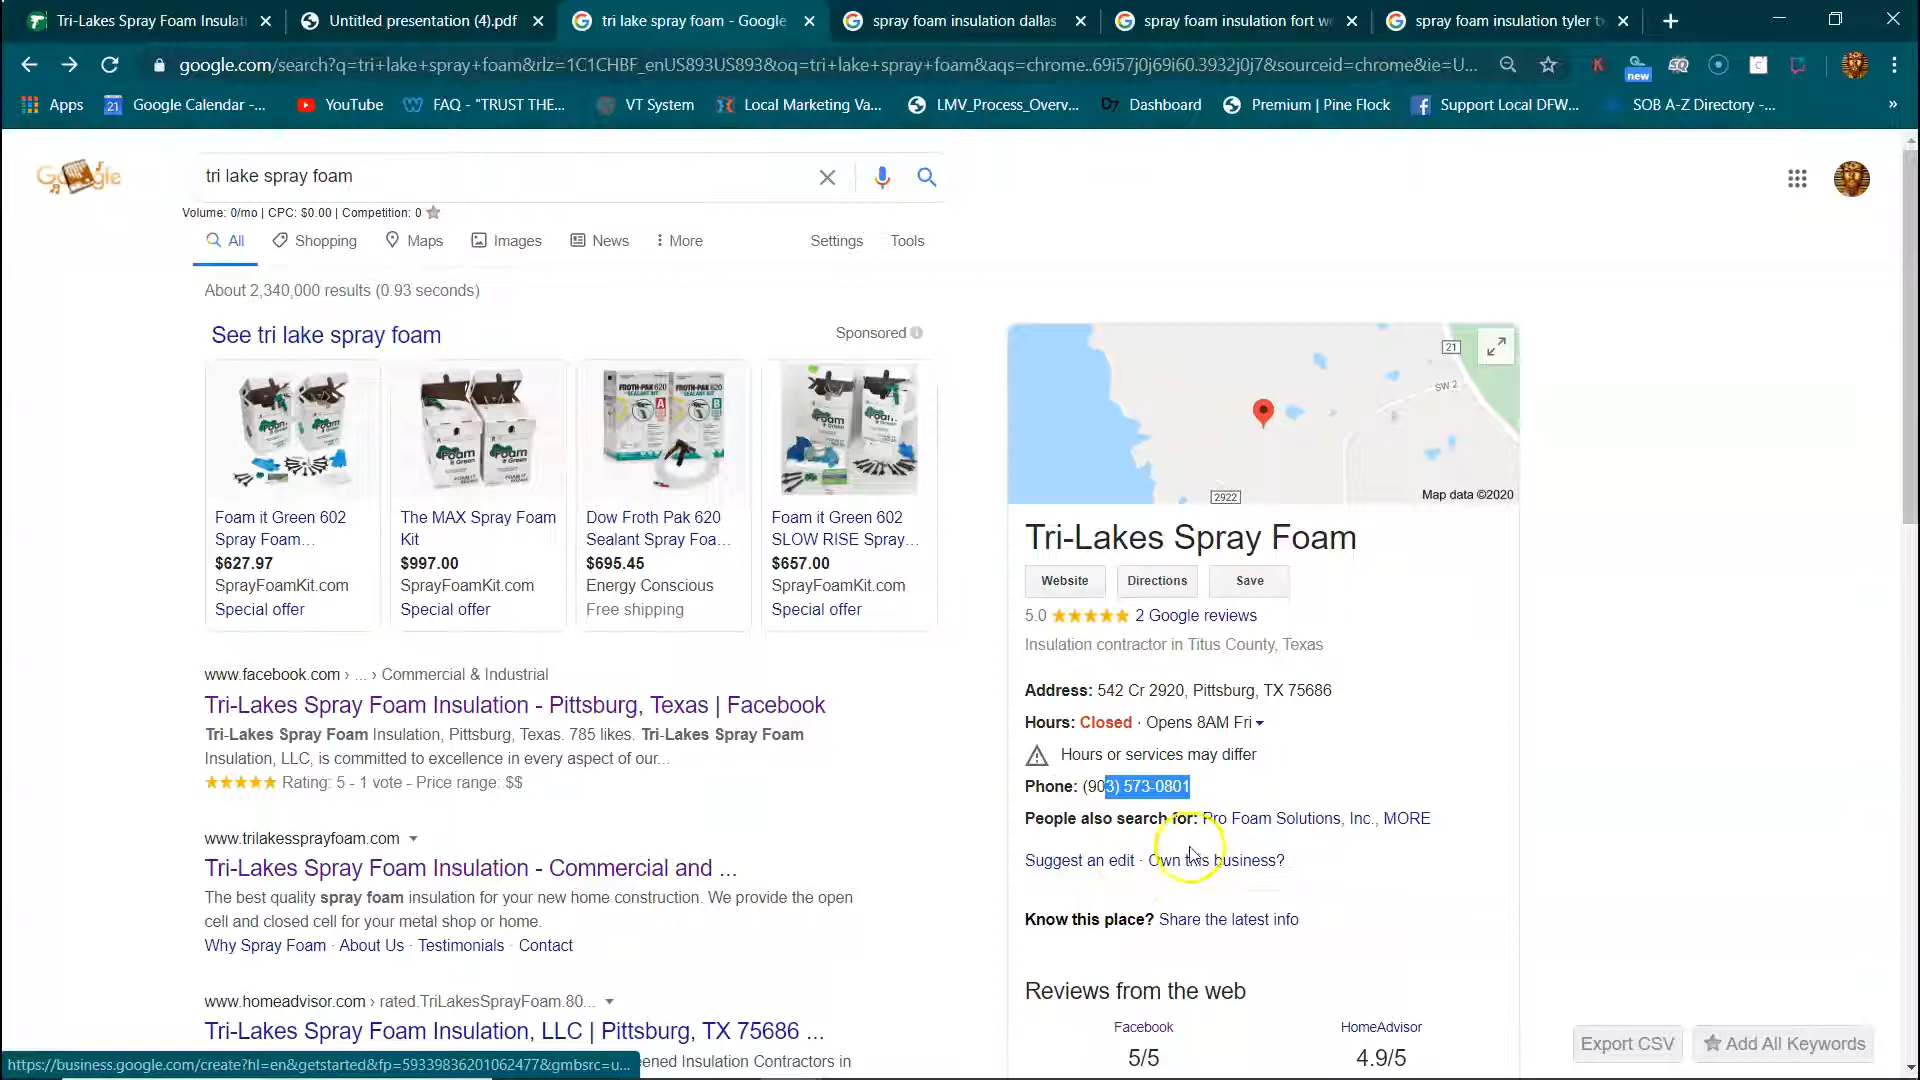 Tri-Lakes Spray Foam Insulati
Untitled presentation (4).pdf
tri lake spray foam - Google
spray foam insulation dallas
spray foam insulation fort wo
spray foam insulation tyler t
google.com/search?q=tri+lake+spray+foam&rlz=1C1CHBF_enUS893US893&oq=tri+lake+spray+foam&aqs=chrome..69i57j0j69i60.3932j0j7&sourceid=chrome&ie=U...
new
Apps
21 Google Calendar -...
YouTube
FAQ - "TRUST THE...
VT System
Local Marketing Va...
LMV_Process_Overv...
Dashboard
Premium | Pine Flock
Support Local DFW...
SOB A-Z Directory -...
Google
tri lake spray foam
Volume: 0/mo | CPC: $0.00 | Competition: 0
All
Shopping
Maps
Images
News
More
Settings
Tools
About 2,340,000 results (0.93 seconds)
See tri lake spray foam
Sponsored
Foam it Green 602
Spray Foam...
$627.97
SprayFoamKit.com
Special offer
The MAX Spray Foam
Kit
$997.00
SprayFoamKit.com
Special offer
FROTH-PAK 620
Dow Froth Pak 620
Sealant Spray Foa...
$695.45
Energy Conscious
Free shipping
Foam it Green 602
SLOW RISE Spray...
$657.00
SprayFoamKit.com
Special offer
www.facebook.com › ... › Commercial & Industrial
Tri-Lakes Spray Foam Insulation - Pittsburg, Texas | Facebook
Tri-Lakes Spray Foam Insulation, Pittsburg, Texas. 785 likes. Tri-Lakes Spray Foam
Insulation, LLC, is committed to excellence in every aspect of our...
Rating: 5 - 1 vote - Price range: $$
www.trilakessprayfoam.com
Tri-Lakes Spray Foam Insulation - Commercial and ...
The best quality spray foam insulation for your new home construction. We provide the open
cell and closed cell for your metal shop or home.
Why Spray Foam · About Us · Testimonials · Contact
www.homeadvisor.com › rated.TriLakesSprayFoam.80...
Tri-Lakes Spray Foam Insulation, LLC | Pittsburg, TX 75686 ...
eened Insulation Contractors in
https://business.google.com/create?hl=en&getstarted&fp=5933983620106247&gmbsrc=u...
21
SW 2
2922
Map data ©2020
Tri-Lakes Spray Foam
Website
Directions
Save
5.0
2 Google reviews
Insulation contractor in Titus County, Texas
Address: 542 Cr 2920, Pittsburg, TX 75686
Hours: Closed · Opens 8AM Fri
Hours or services may differ
Phone: (903) 573-0801
People also search for: Pro Foam Solutions, Inc., MORE
Suggest an edit · Own this business?
Know this place? Share the latest info
Reviews from the web
Facebook
5/5
HomeAdvisor
4.9/5
Export CSV
Add All Keywords